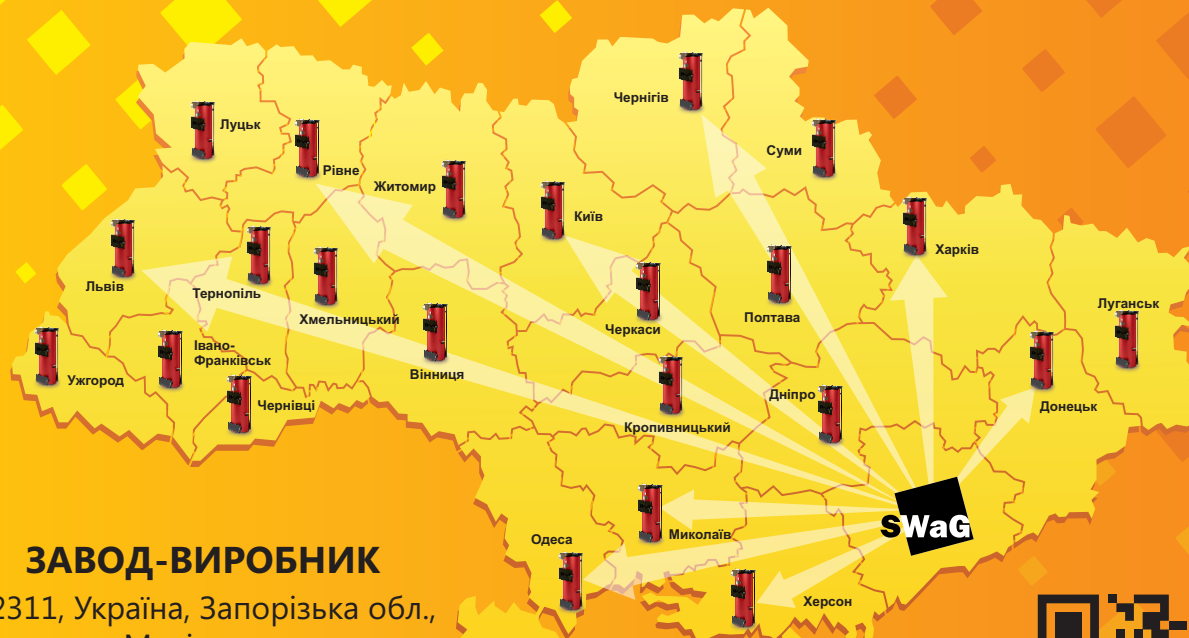 Чернігів
Луцьк
Суми
Рівне
Житомир
Київ
Харків
Львів
Тернопіль
Луганськ
Хмельницький
Полтава
Черкаси
Івано-
Франківськ
Вінниця
Ужгород
Дніпро
Чернівці
Донецьк
Кропивницький
SWaG
Миколаїв
Одеса
Херсон
ЗАВОД-ВИРОБНИК
2311, Україна, Запорізька обл.,